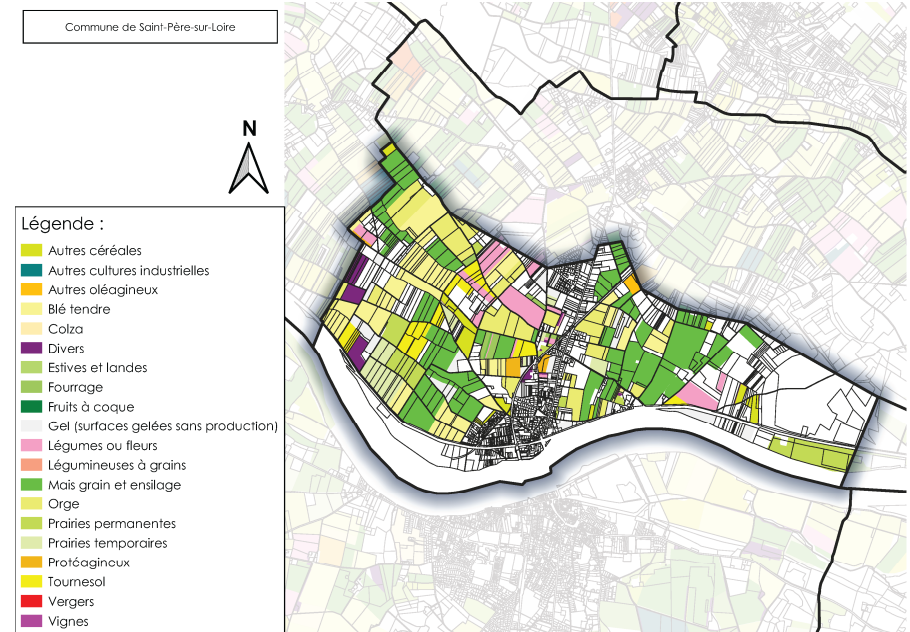 Commune de Saint-Père-sur-Loire
N
Légende :
Autres céréales
Autres cultures industrielles
Autres oléagineux
Blé tendre
Colza
Divers
Estives et landes
Fourrage
Fruits à coque
Gel (surfaces gelées sans production)
Légumes ou fleurs
Légumineuses à grains
Mais grain et ensilage
Orge
Prairies permanentes
Prairies temporaires
Protéagineux
Tournesol
Vergers
Vignes